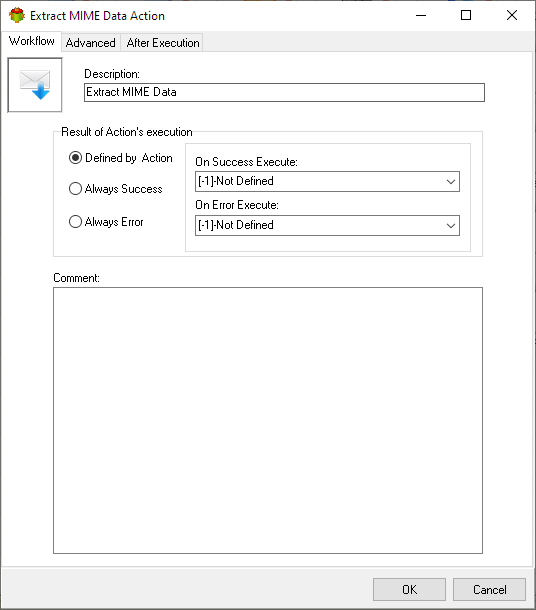 Extract MIME Data Action
Workflow Advanced After Execution
Description:
Extract MIME Data
Result of Action's execution
Defined by Action
Always Success
Always Error
On Success Execute:
[-1]-Not Defined
On Error Execute:
[-1]-Not Defined
Comment:
OK Cancel